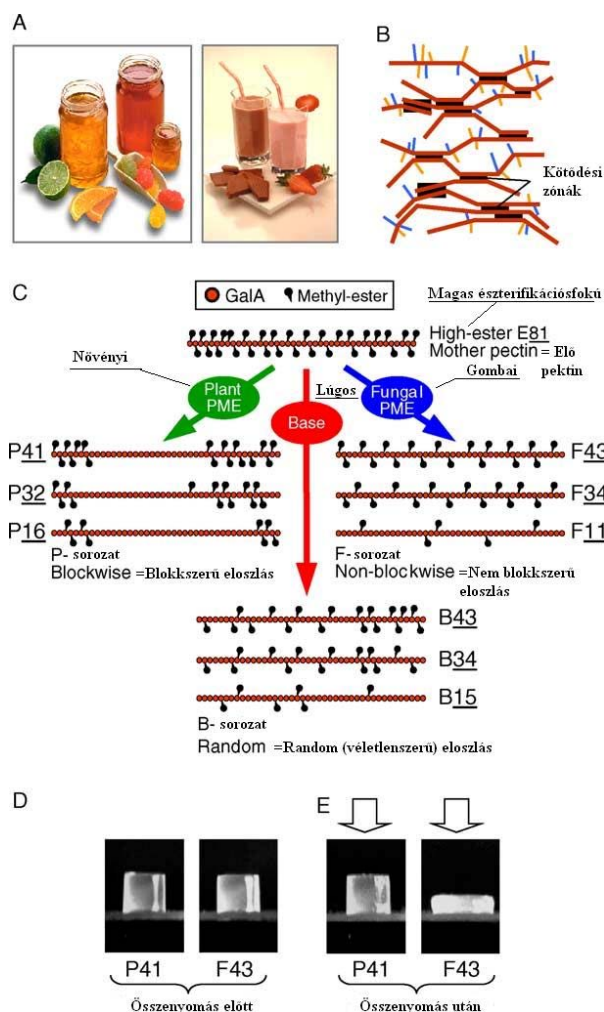 A
B
Kötődési
zónák
C
GalA
Methyl-ester
Magas észterifikációsfokú
High-ester E81
Mother pectin = Elő
pektin
Növényi
Plant
PME
Lúgos
Base
Fungal
PME
Gombai
P41
P32
P16
F43
F34
F11
P- sorozat
Blockwise =Blokkszerű eloszlás
F- sorozat
Non-blockwise =Nem blokkszerű
eloszlás
B43
B34
B15
B- sorozat
Random =Random (véletlenszerű) eloszlás
D
E
P41 F43
Összenyomás előtt
P41 F43
Összenyomás után